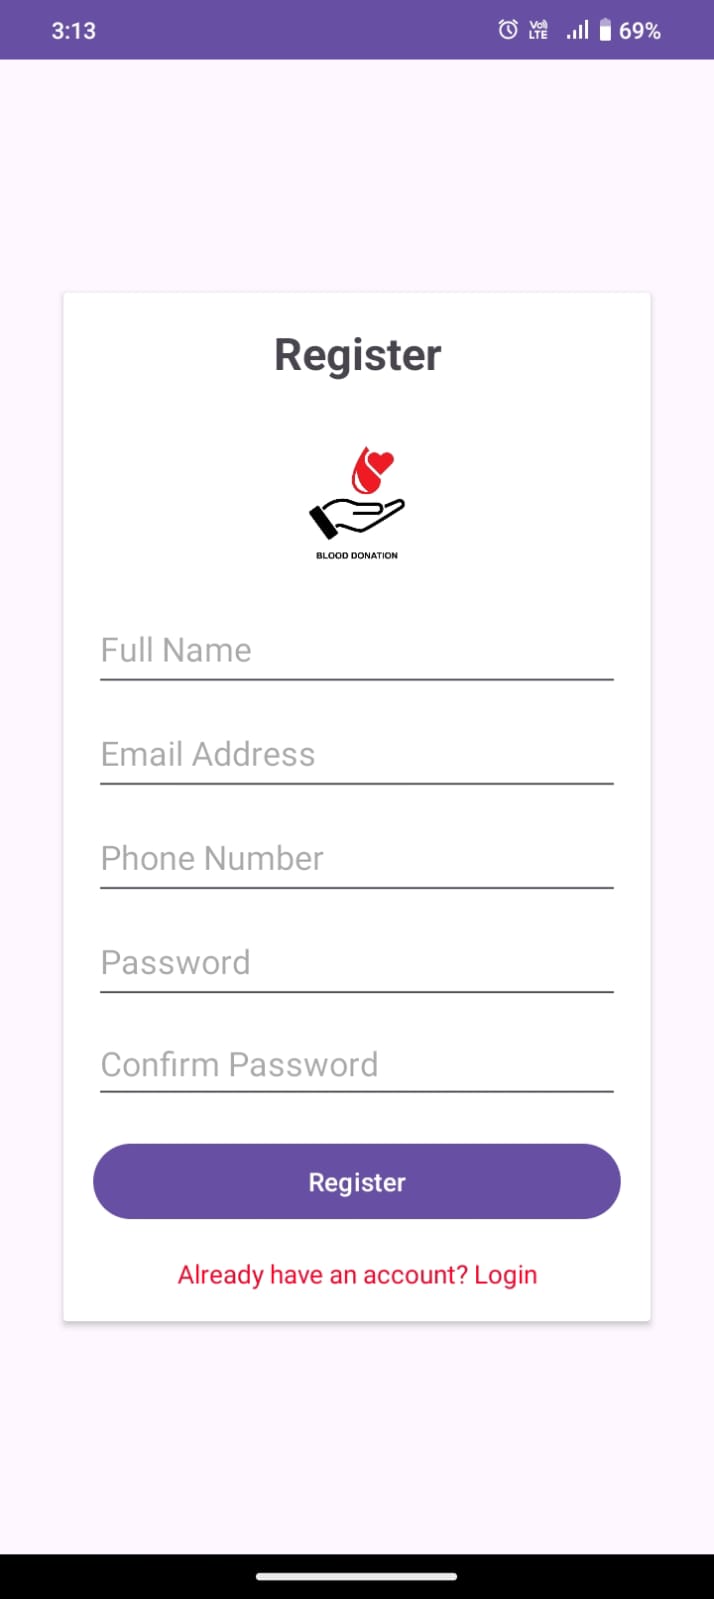 3:13
Vo)) LTE
69%
Register
BLOOD DONATION
Full Name
Email Address
Phone Number
Password
Confirm Password
Register
Already have an account? Login